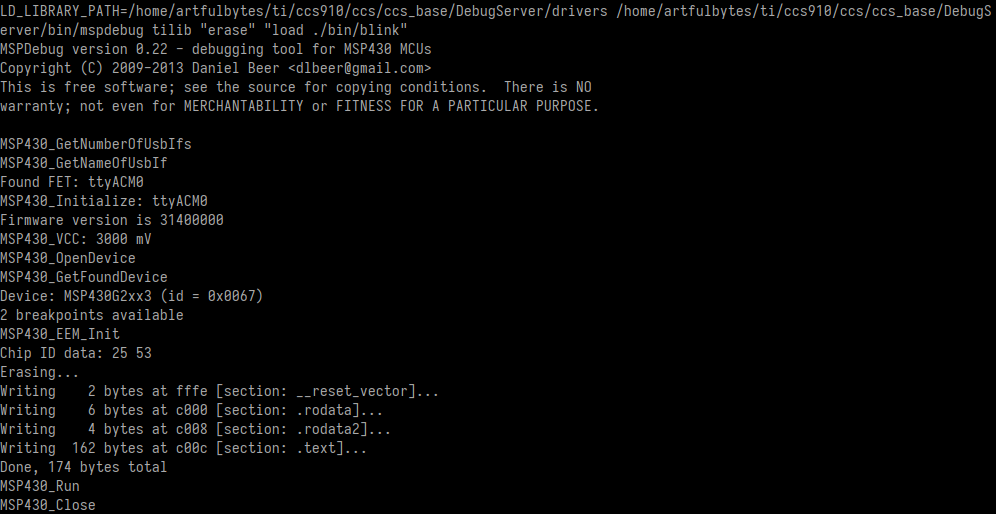 LD_LIBRARY_PATH=/home/artfulbytes/ti/ccs910/ccs/ccs_base/DebugServer/drivers /home/artfulbytes/ti/ccs910/ccs/ccs_base/DebugS
erver/bin/mspdebug tilib "erase" "load ./bin/blink"
MSPDebug version 0.22 - debugging tool for MSP430 MCUs
Copyright (C) 2009-2013 Daniel Beer <dlbeer@gmail.com>
This is free software; see the source for copying conditions.  There is NO
warranty; not even for MERCHANTABILITY or FITNESS FOR A PARTICULAR PURPOSE.

MSP430_GetNumberOfUsbIfs
MSP430_GetNameOfUsbIf
Found FET: ttyACM0
MSP430_Initialize: ttyACM0
Firmware version is 31400000
MSP430_VCC: 3000 mV
MSP430_OpenDevice
MSP430_GetFoundDevice
Device: MSP430G2xx3 (id = 0x0067)
2 breakpoints available
MSP430_EEM_Init
Chip ID data: 25 53
Erasing...
Writing    2 bytes at fffe [section: __reset_vector]...
Writing    6 bytes at c000 [section: .rodata]...
Writing    4 bytes at c008 [section: .rodata2]...
Writing  162 bytes at c00c [section: .text]...
Done, 174 bytes total
MSP430_Run
MSP430_Close